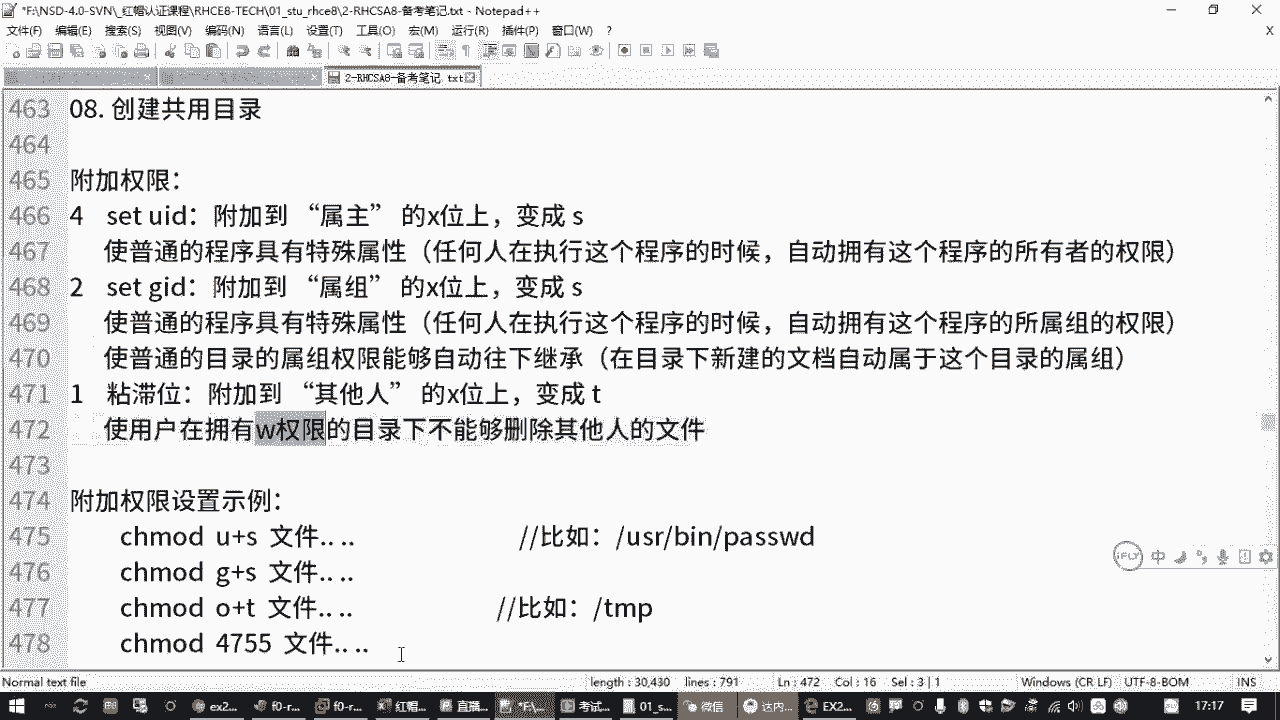 *F:\NSD-4.0-SVN\_红帽认证课程\RHCE8-TECH\01_stu_rhce8\2-RHCSA8-备考笔记.txt - Notepad++
文件(F) 编辑(E) 搜索(S) 视图(V) 编码(N) 语言(L) 设置(T) 工具(O) 宏(M) 运行(R) 插件(P) 窗口(W) ? X
2-RHCSA8-备考笔记.txt
463 08. 创建共用目录
464
465 附加权限：
466 4 set uid：附加到 “属主” 的x位上，变成 s
467 使普通的程序具有特殊属性（任何人在执行这个程序的时候，自动拥有这个程序的所有者的权限）
468 2 set gid：附加到 “属组” 的x位上，变成 s
469 使普通的程序具有特殊属性（任何人在执行这个程序的时候，自动拥有这个程序的所属组的权限）
470 使普通的目录的属组权限能够自动往下继承（在目录下新建的文档自动属于这个目录的属组）
471 1 粘滞位：附加到 “其他人” 的x位上，变成 t
472 使用户在拥有w权限的目录下不能够删除其他人的文件
473
474 附加权限设置示例：
475 chmod u+s 文件.. .. //比如：/usr/bin/passwd
476 chmod g+s 文件.. ..
477 chmod o+t 文件.. .. //比如：/tmp
478 chmod 4755 文件.. ..
iFLY 中
Normal text file length : 30,430 lines : 791 Ln : 472 Col : 16 Sel : 3 | 1 Windows (CR LF) UTF-8-BOM INS
ex2... f0-r... f0-r... 红帽... 直播... *F:\... 考试... 01_s... 微信 达内... EX2... 17:17